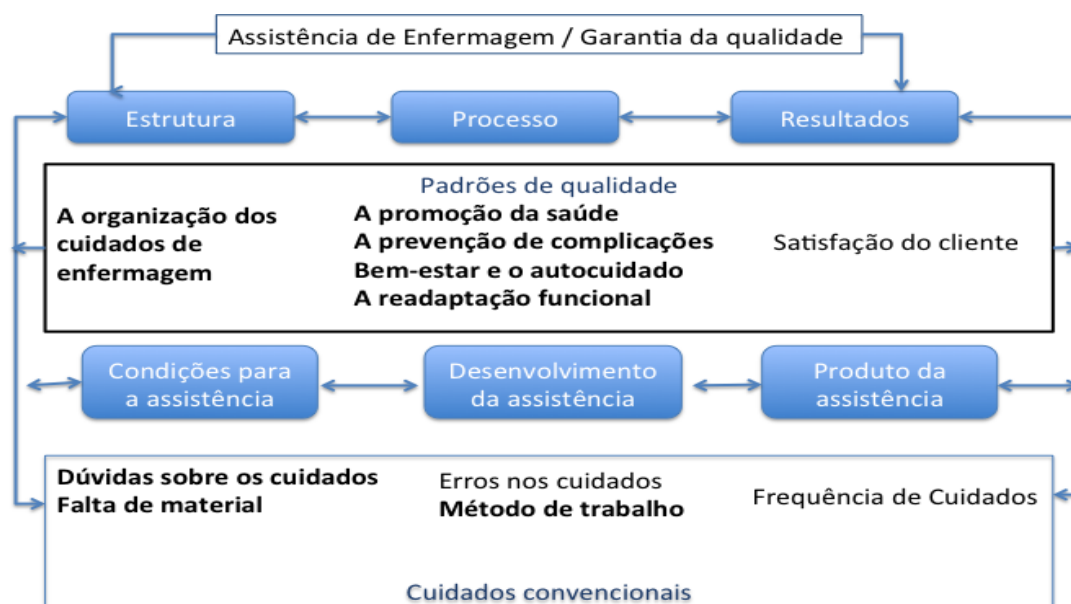 Assistência de Enfermagem / Garantia da qualidade
Estrutura
Processo
Resultados
Padrões de qualidade
A organização dos
cuidados de
enfermagem
A promoção da saúde
A prevenção de complicações
Bem-estar e o autocuidado
A readaptação funcional
Satisfação do cliente
Condições para
a assistência
Desenvolvimento
da assistência
Produto da
assistência
Dúvidas sobre os cuidados
Falta de material
Erros nos cuidados
Método de trabalho
Frequência de Cuidados
Cuidados convencionais